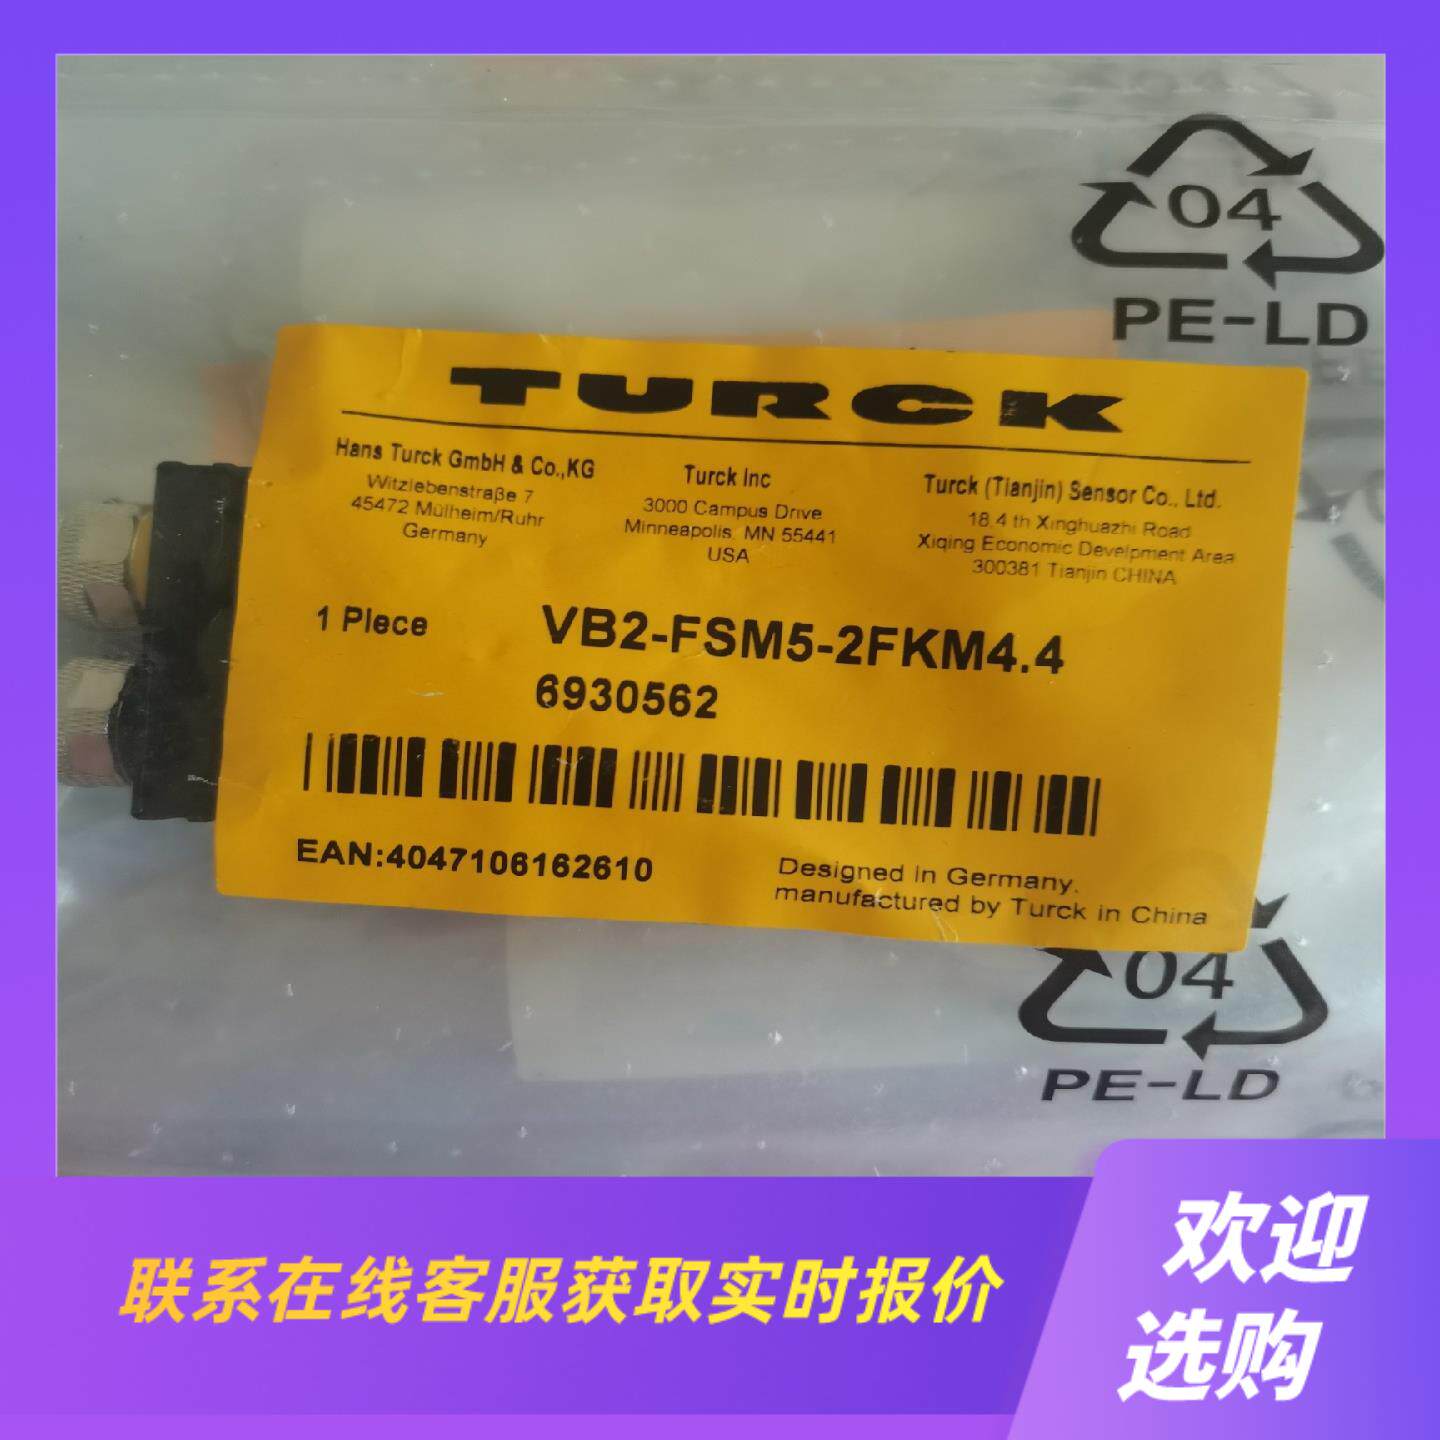 04
PE-LD
TURCK
Hans Turck GmbH & Co.,KG
Witzlebenstraße 7
45472 Mülheim/Ruhr
Germany
Turck Inc
3000 Campus Drive
Minneapolis, MN 55441
USA
Turck (Tianjin) Sensor Co., Ltd.
18,4 th Xinghuazhi Road
Xiqing Economic Develpment Area
300381 Tianjin CHINA
1 Piece
VB2-FSM5-2FKM4.4
6930562
EAN:4047106162610
Designed in Germany,
manufactured by Turck in China
04
PE-LD
联系在线客服获取实时报价
欢迎
选购